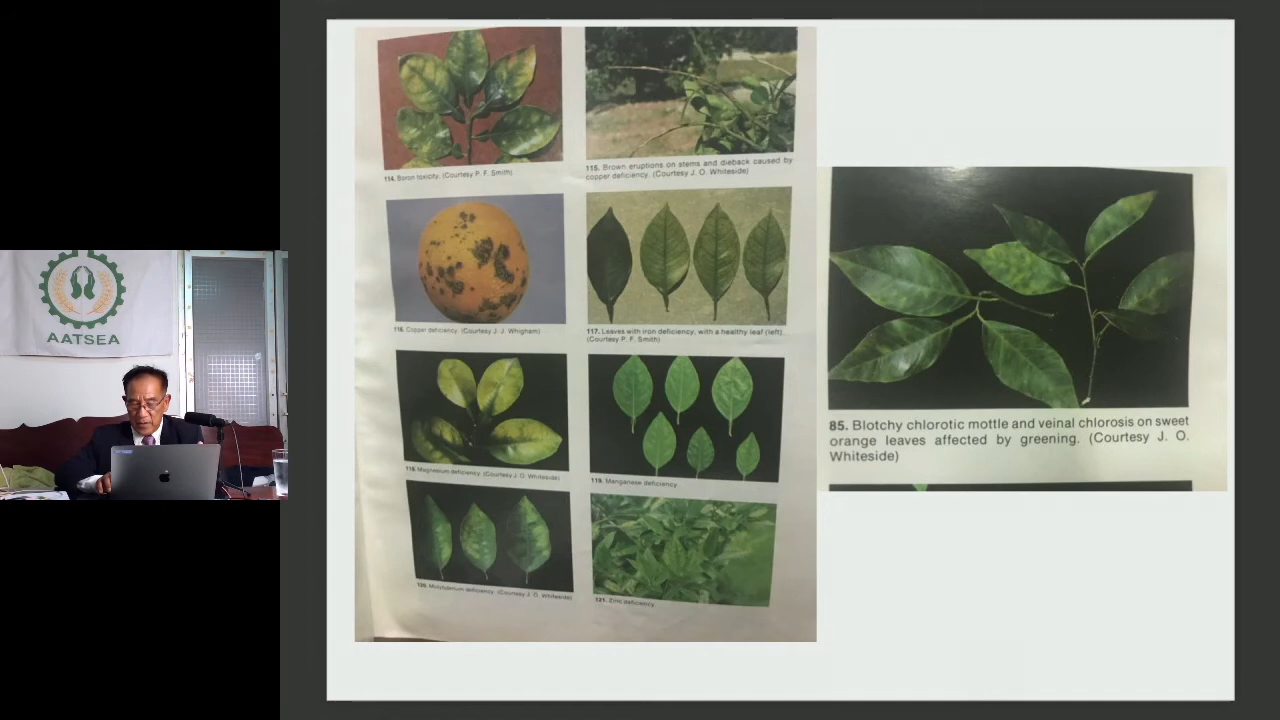 AATSEA
114. Boron toxicity. (Courtesy P. F. Smith)
115. Brown eruptions on stems and dieback caused by
copper deficiency. (Courtesy J. O. Whiteside)
116. Copper deficiency. (Courtesy J. J. Whigham)
117. Leaves with iron deficiency, with a healthy leaf (left).
(Courtesy P. F. Smith)
118. Magnesium deficiency. (Courtesy J. O. Whiteside)
119. Manganese deficiency.
120. Molybdenum deficiency. (Courtesy J. O. Whiteside)
121. Zinc deficiency.
85. Blotchy chlorotic mottle and veinal chlorosis on sweet
orange leaves affected by greening. (Courtesy J. O.
Whiteside)